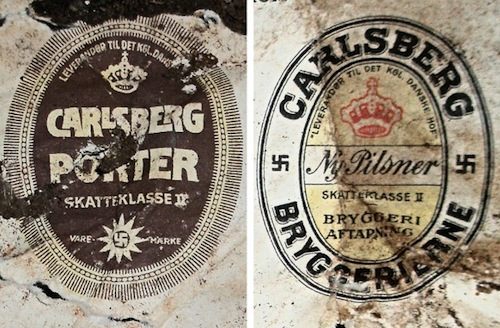 LEVERANDØR TIL DET KGL. DANSKE
CARLSBERG
PORTER
SKATTEKLASSE II
VARE- MÆRKE
CARLSBERG
LEVERANDØR TIL DET KGL. DANSKE HOF
Ny Pilsner
SKATTEKLASSE II
BRYGGERI
AFTAPNING
BRYGGERIERNE